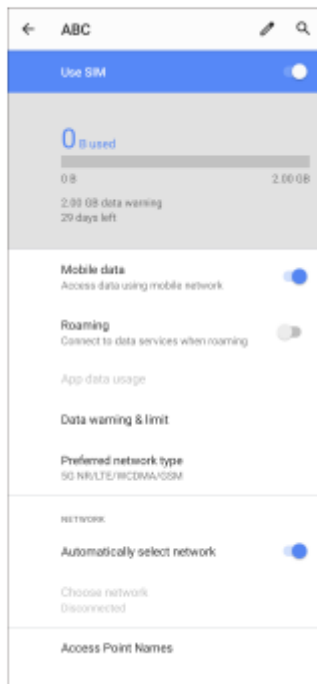 ABC
Use SIM
0 B used
0 B 2.00 GB
2.00 GB data warning
29 days left
Mobile data
Access data using mobile network
Roaming
Connect to data services when roaming
App data usage
Data warning & limit
Preferred network type
5G NR/LTE/WCDMA/GSM
NETWORK
Automatically select network
Choose network
Disconnected
Access Point Names